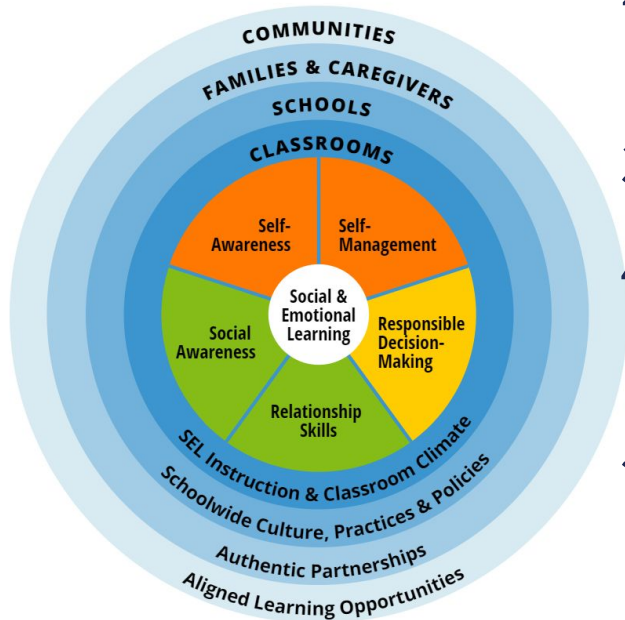 COMMUNITIES
FAMILIES & CAREGIVERS
SCHOOLS
CLASSROOMS
Self-
Awareness
Self-
Management
Social &
Emotional
Learning
Social
Awareness
Responsible
Decision-
Making
Relationship
Skills
SEL Instruction & Classroom Climate
Schoolwide Culture, Practices & Policies
Authentic Partnerships
Aligned Learning Opportunities